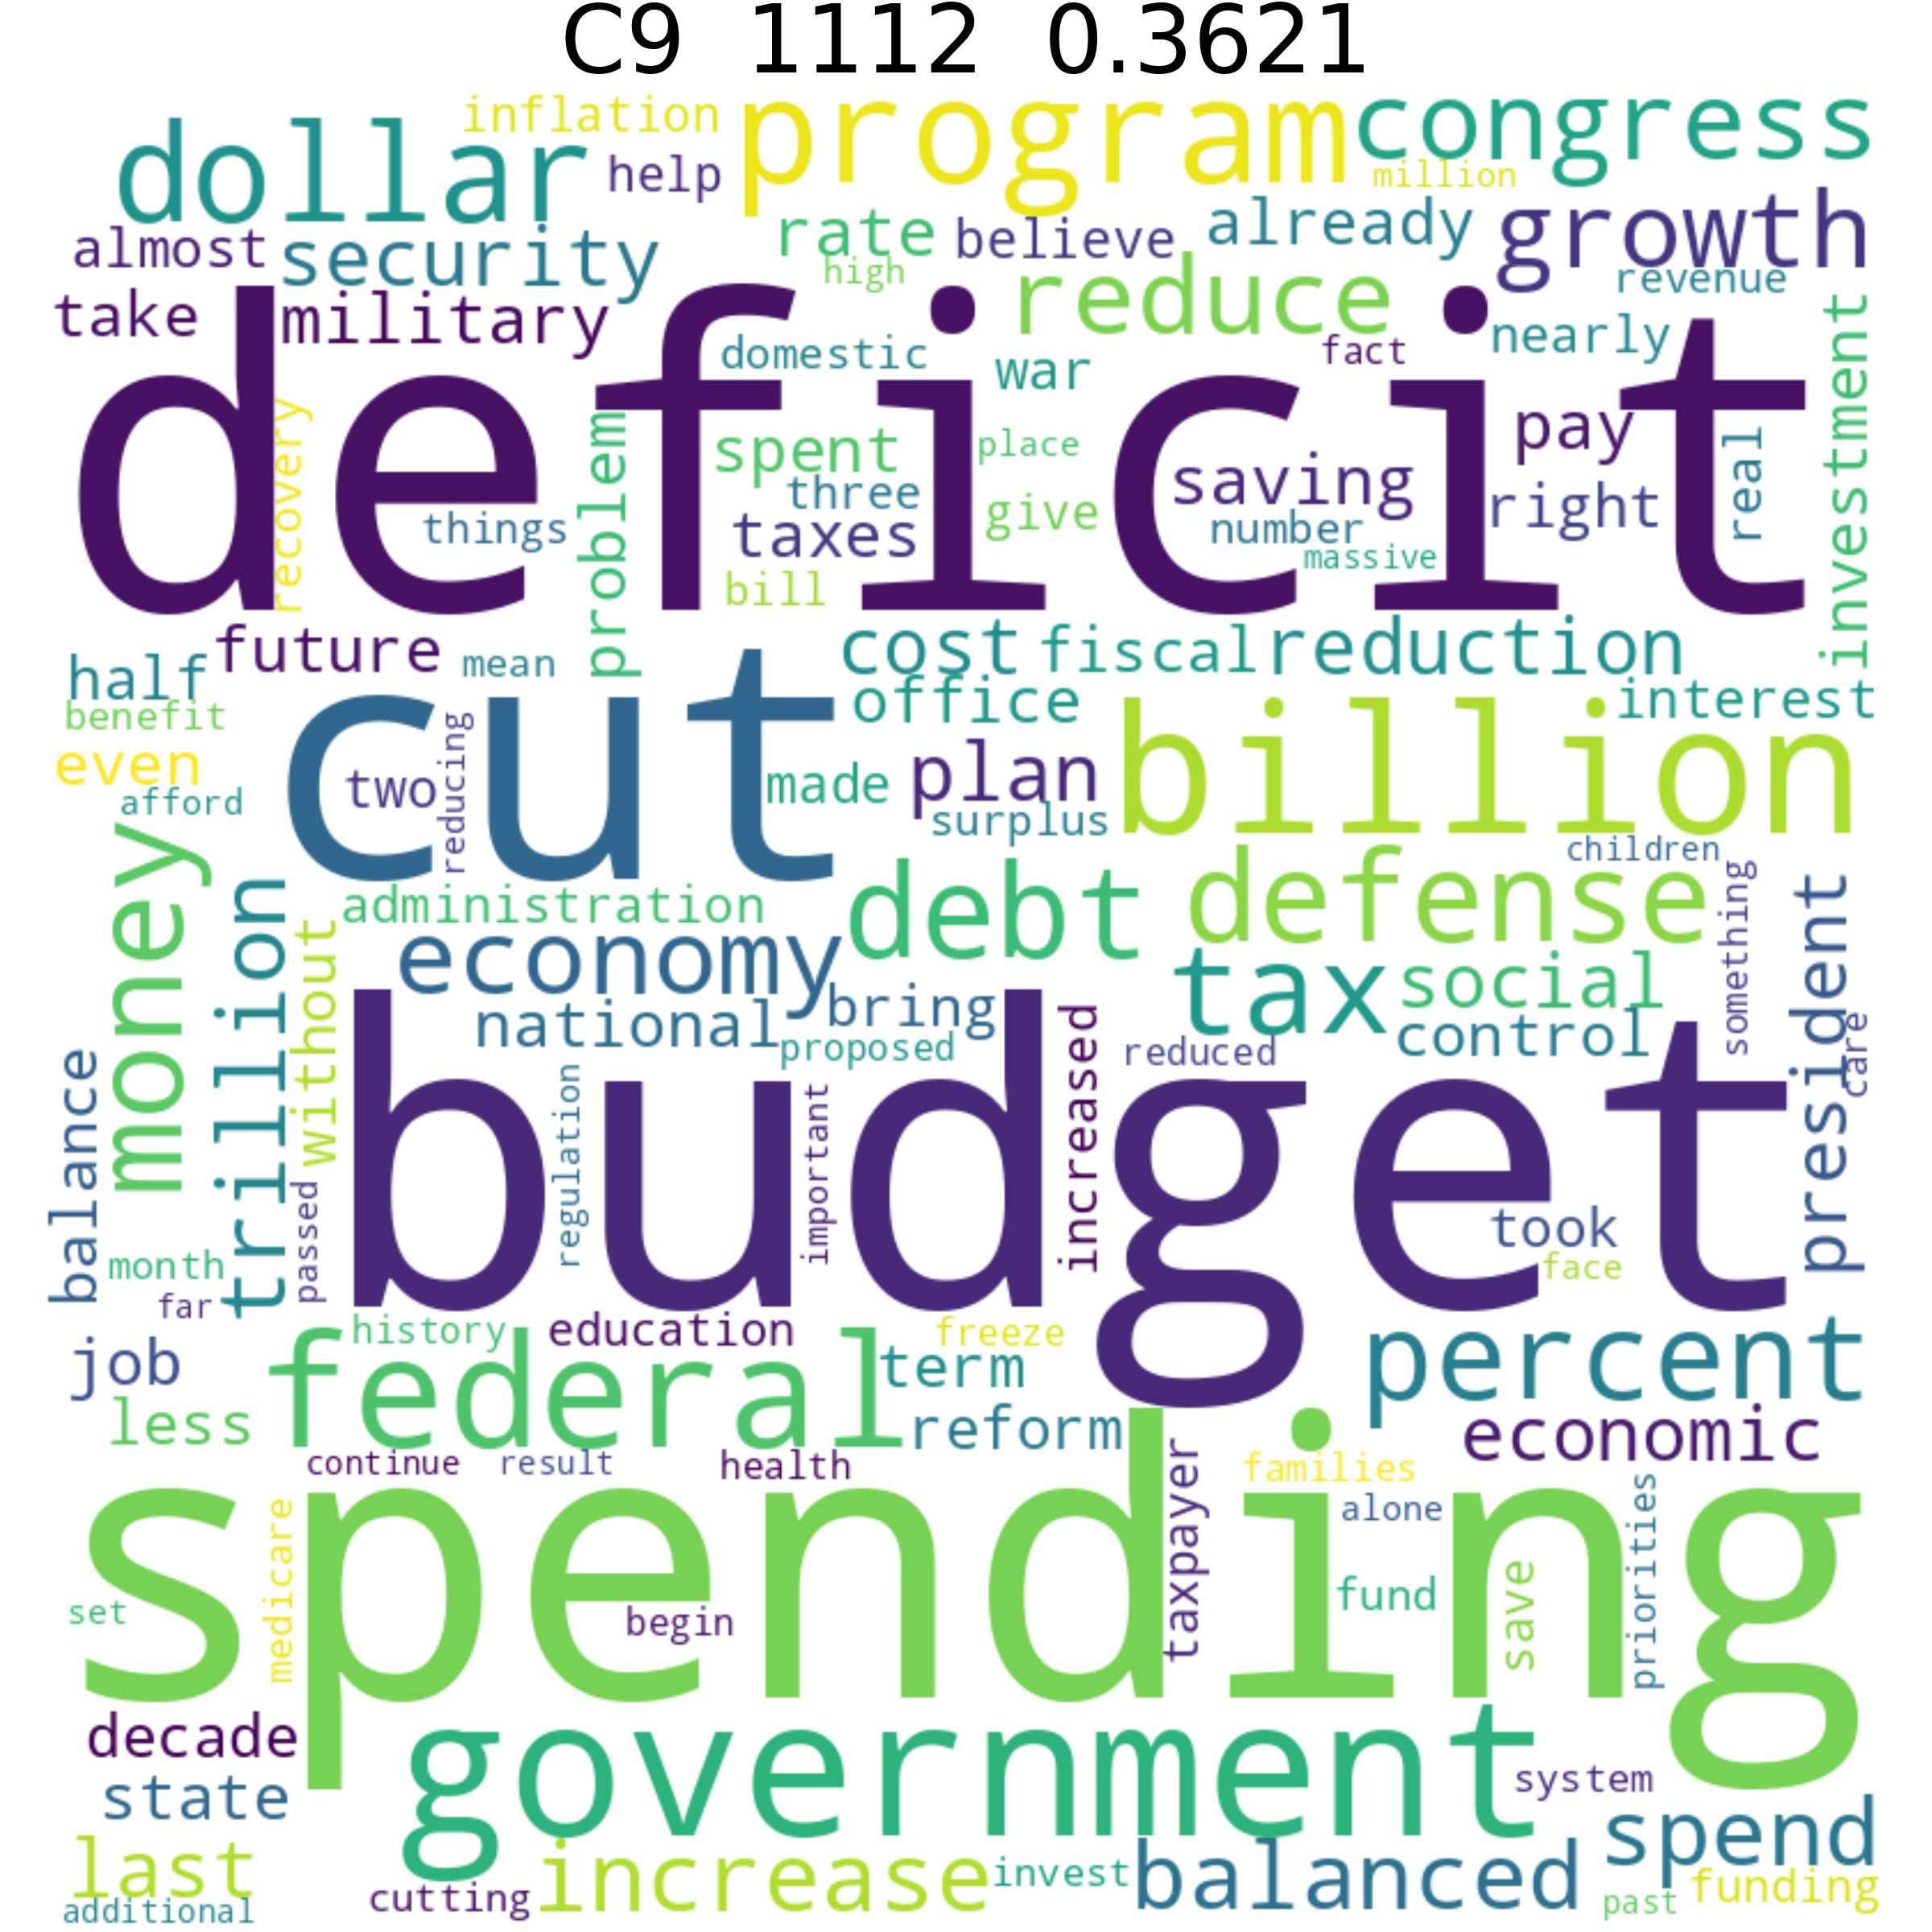 C9 1112 0.3621
inflation program congress
dollar help million
almost security rate believe already growth
high reduce revenue
take military domestic war fact nearly
investment
recovery problem spent place saving pay real
things three give number right
taxes massive
bill
future cost fiscal reduction
half mean office interest
benefit
even cut two reducing made plan billion
afford surplus
money children
trillion administration debt defense something president
without economy tax social
national bring increased control care
balance proposed reduced
budget regulation important
passed took
month face
far
history education freeze percent
job federal term
less reform economic
continue result health taxpayer families
spending medicare alone priorities
set begin fund save
decade government
state system
last increase invest balanced spend
additional cutting past funding